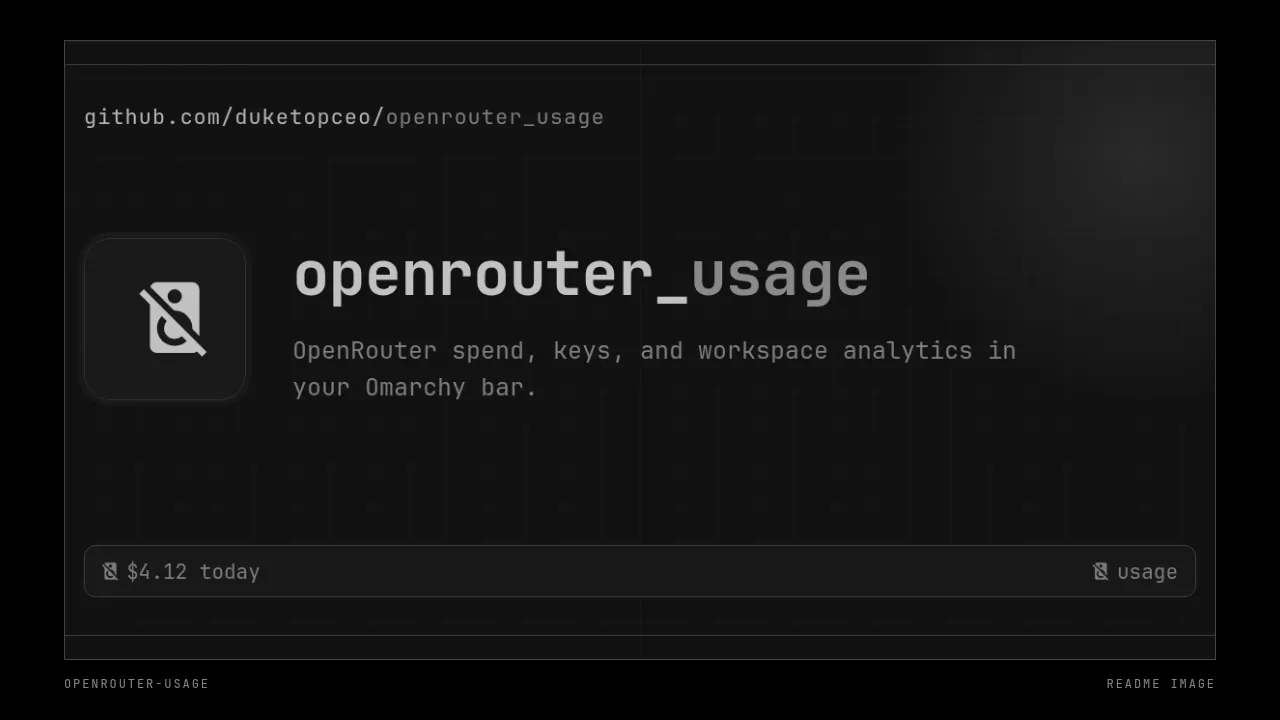 github.com/duketopceo/openrouter_usage
openrouter_usage
OpenRouter spend, keys, and workspace analytics in
your Omarchy bar.
$4.12 today
usage
OPENROUTER-USAGE
README IMAGE